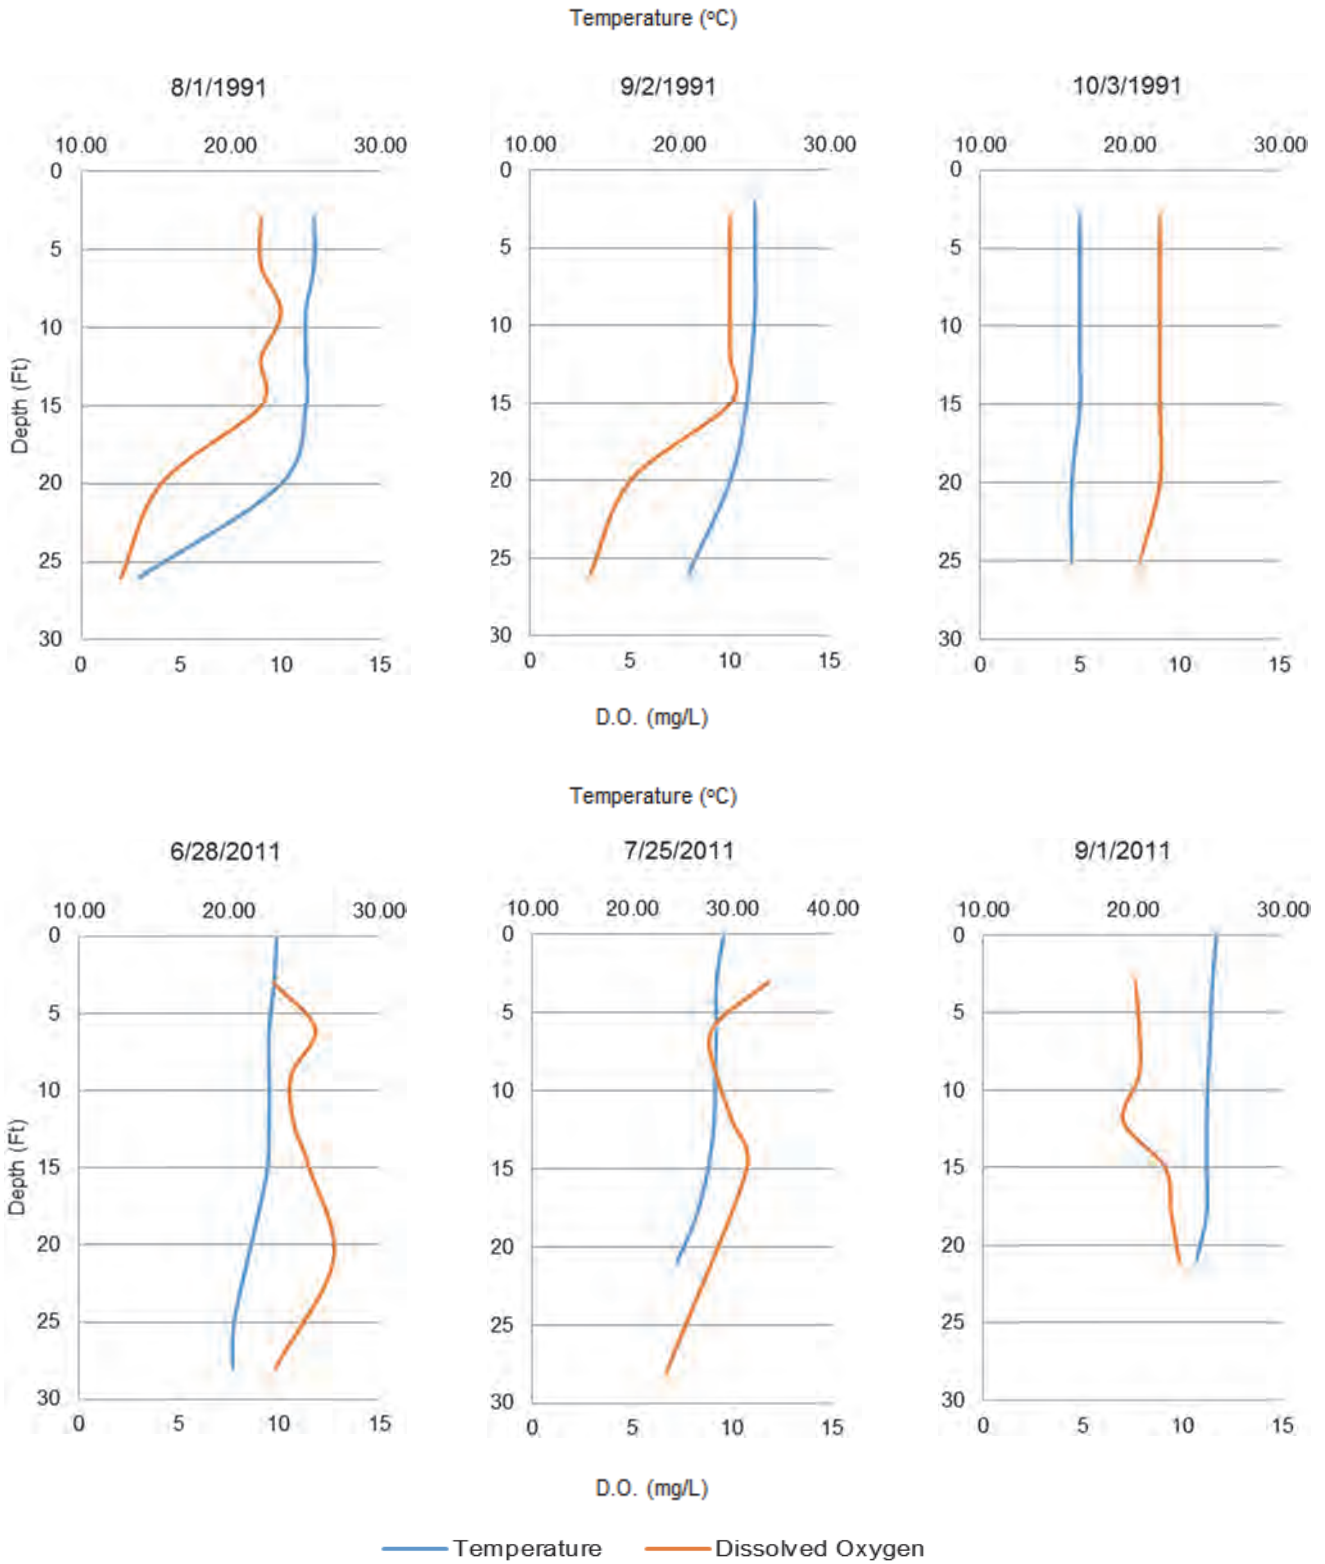 Temperature (ºC)
8/1/1991 9/2/1991 10/3/1991
10.00 20.00 30.00 10.00 20.00 30.00 10.00 20.00 30.00
0 0 0
5 5 5
10 10 10
Depth (Ft)
15 15 15
20 20 20
25 25 25
30 30 30
0 5 10 15 0 5 10 15 0 5 10 15
D.O. (mg/L)
Temperature (ºC)
6/28/2011 7/25/2011 9/1/2011
10.00 20.00 30.00 10.00 20.00 30.00 40.00 10.00 20.00 30.00
0 0 0
5 5 5
10 10 10
Depth (Ft)
15 15 15
20 20 20
25 25 25
30 30 30
0 5 10 15 0 5 10 15 0 5 10 15
D.O. (mg/L)
Temperature Dissolved Oxygen